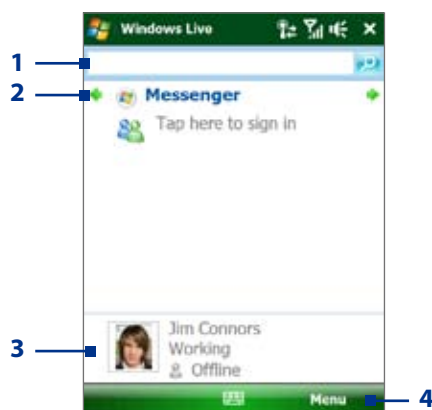 Windows Live
1
2
Messenger
Tap here to sign in
3
Jim Connors
Working
Offline
Menu
4